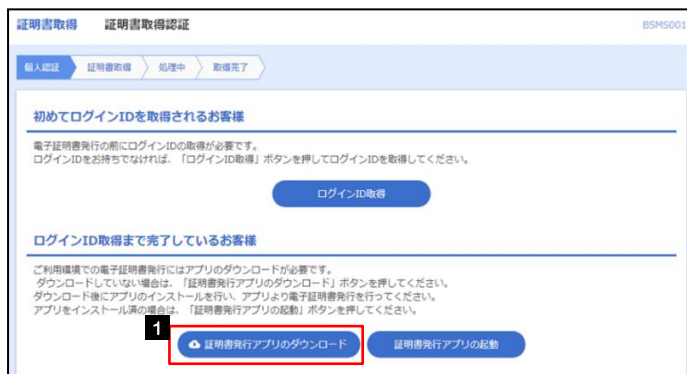 証明書取得 証明書取得認証 BSMS001
個人認証 証明書取得 処理中 取得完了
初めてログインIDを取得されるお客様
電子証明書発行の前にログインIDの取得が必要です。
ログインIDをお持ちでなければ、「ログインID取得」ボタンを押してログインIDを取得してください。
ログインID取得
ログインID取得まで完了しているお客様
ご利用環境での電子証明書発行にはアプリのダウンロードが必要です。
ダウンロードしていない場合は、「証明書発行アプリのダウンロード」ボタンを押してください。
ダウンロード後にアプリのインストールを行い、アプリより電子証明書発行を行ってください。
アプリをインストール済の場合は、「証明書発行アプリの起動」ボタンを押してください。
1
証明書発行アプリのダウンロード 証明書発行アプリの起動